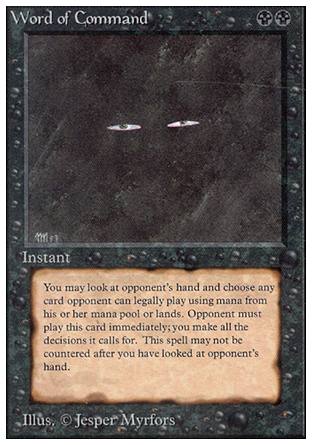 Word of Command
Instant
You may look at opponent's hand and choose any
card opponent can legally play using mana from
his or her mana pool or lands. Opponent must
play this card immediately; you make all the
decisions it calls for. This spell may not be
countered after you have looked at opponent's
hand.
Illus. © Jesper Myrfors